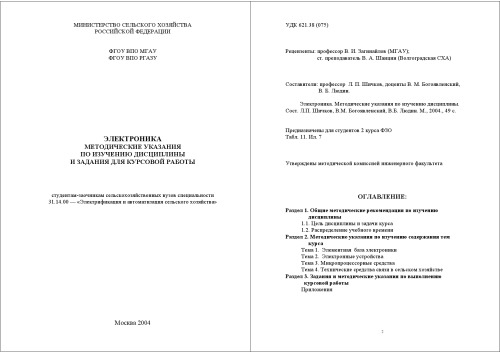 МИНИСТЕРСТВО СЕЛЬСКОГО ХОЗЯЙСТВА
РОССИЙСКОЙ ФЕДЕРАЦИИ
ФГОУ ВПО МГАУ
ФГОУ ВПО РГАЗУ
ЭЛЕКТРОНИКА
МЕТОДИЧЕСКИЕ УКАЗАНИЯ
ПО ИЗУЧЕНИЮ ДИСЦИПЛИНЫ
И ЗАДАНИЯ ДЛЯ КУРСОВОЙ РАБОТЫ
студентам-заочникам сельскохозяйственных вузов специальности
31.14.00 — «Электрификация и автоматизация сельского хозяйства»
Москва 2004
УДК 621.38 (075)
Рецензенты: профессор В. И. Загинайлов (МГАУ);
ст. преподаватель В. А. Шанин (Волгоградская СХА)
Составители: профессор Л. П. Шичков, доценты В. М. Богоявленский,
В. Б. Людин.
Электроника. Методические указания по изучению дисциплины.
Сост. Л.П. Шичков, В.М. Богоявленский, В.Б. Людин. М., 2004., 49 с.
Предназначены для студентов 2 курса ФЗО
Табл. 11. Ил. 7
Утверждены методической комиссией инженерного факультета
ОГЛАВЛЕНИЕ:
Раздел 1. Общие методические рекомендации по изучению
дисциплины
1.1. Цель дисциплины и задачи курса
1.2. Распределение учебного времени
Раздел 2. Методические указания по изучению содержания тем
курса
Тема 1. Элементная база электроники
Тема 2. Электронные устройства
Тема 3. Микропроцессорные средства
Тема 4. Технические средства связи в сельском хозяйстве
Раздел 3. Задания и методические указания по выполнению
курсовой работы
Приложения